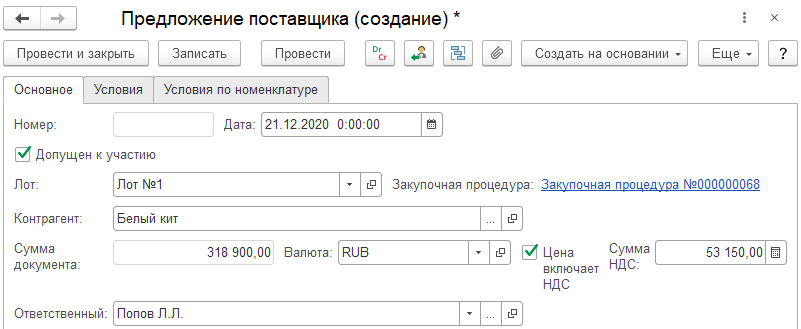 Предложение поставщика (создание) *
Провести и закрыть Записать Провести Dr Cr Создать на основании Еще ?
Основное Условия Условия по номенклатуре
Номер: Дата: 21.12.2020 0:00:00
Допущен к участию
Лот: Лот №1 Закупочная процедура: Закупочная процедура №000000068
Контрагент: Белый кит ...
Сумма документа: 318 900,00 Валюта: RUB Цена включает НДС Сумма НДС: 53 150,00
Ответственный: Попов Л.Л. ...